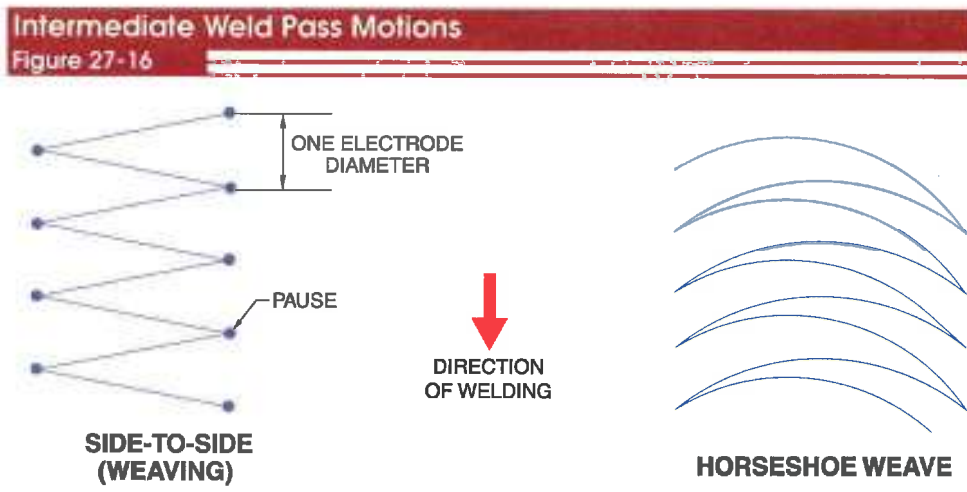 Intermediate Weld Pass Motions
Figure 27-16
ONE ELECTRODE
DIAMETER
PAUSE
DIRECTION
OF WELDING
SIDE-TO-SIDE
(WEAVING)
HORSESHOE WEAVE